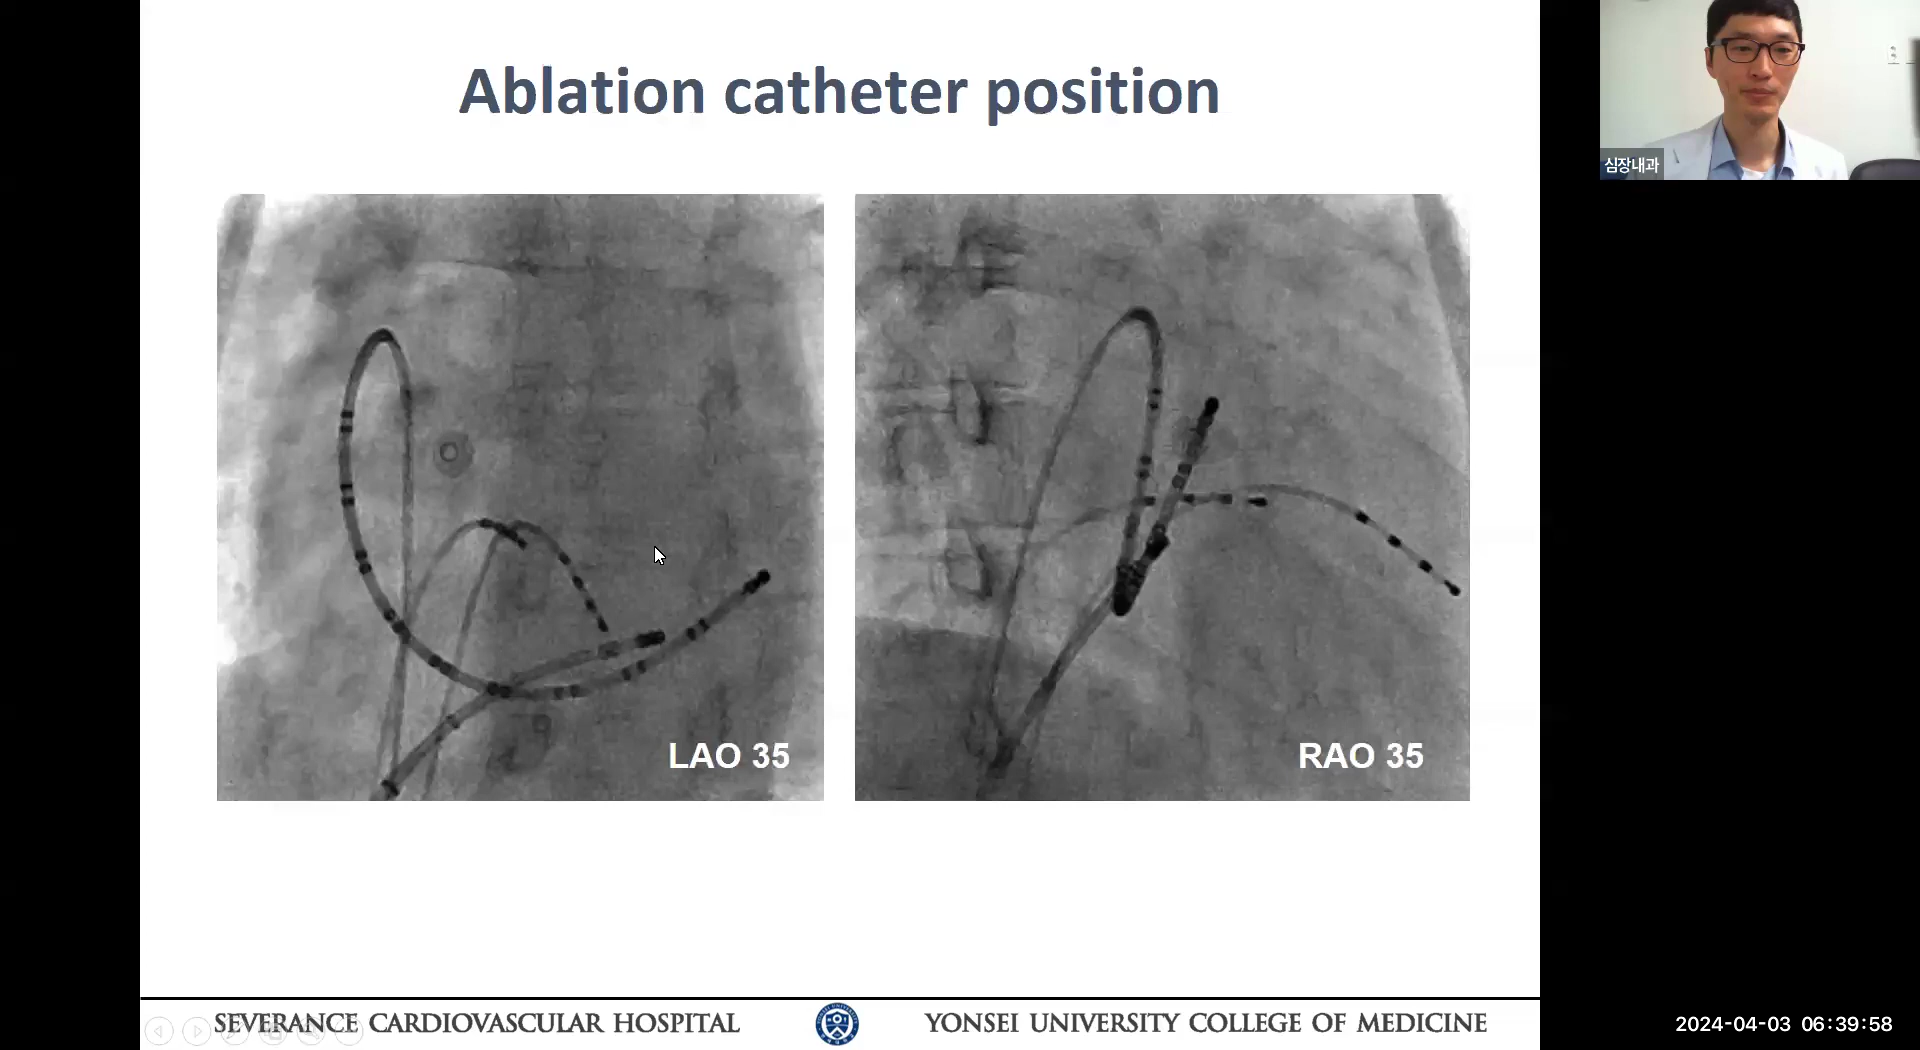 Ablation catheter position
심장내과
LAO 35
RAO 35
SEVERANCE CARDIOVASCULAR HOSPITAL
YONSEI UNIVERSITY COLLEGE OF MEDICINE
2024-04-03 06:39:58